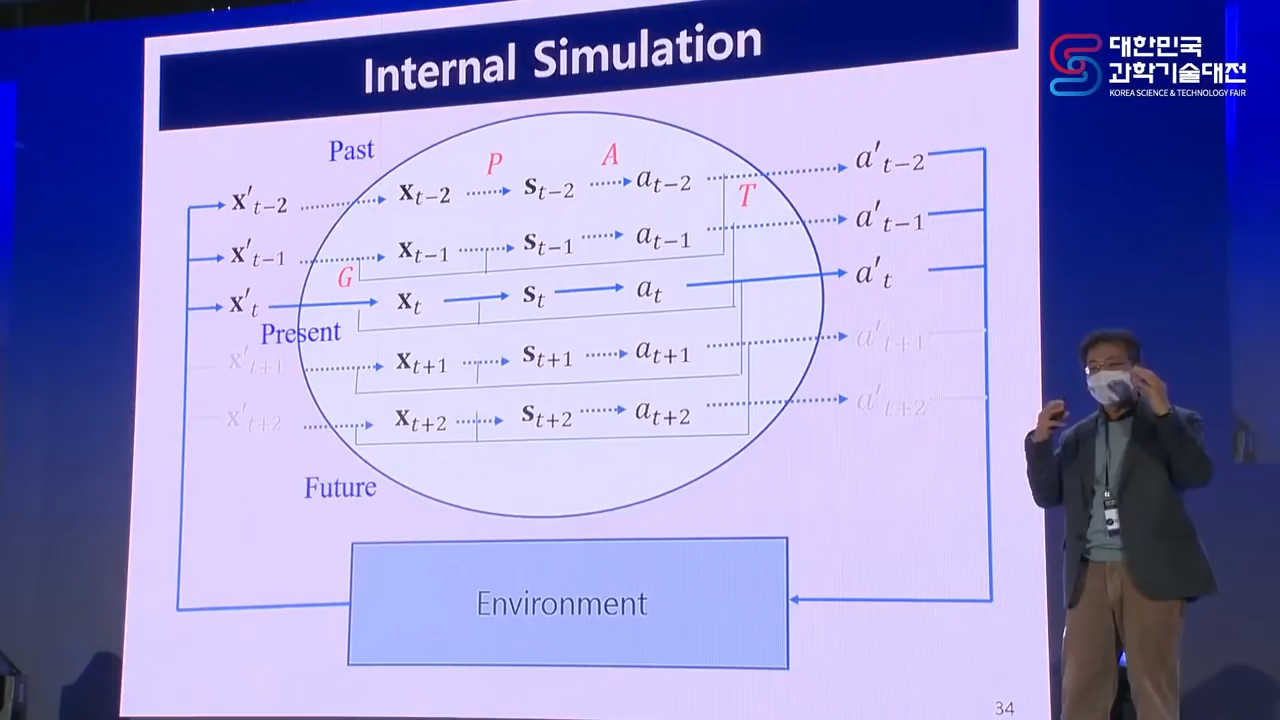 Internal Simulation
대한민국
과학기술대전
KOREA SCIENCE & TECHNOLOGY FAIR
Past
P
A
x′t−2
xt−2
st−2
at−2
a′t−2
T
x′t−1
xt−1
st−1
at−1
a′t−1
G
x′t
xt
st
at
a′t
Present
x′t+1
xt+1
st+1
at+1
a′t+1
x′t+2
xt+2
st+2
at+2
a′t+2
Future
Environment
34